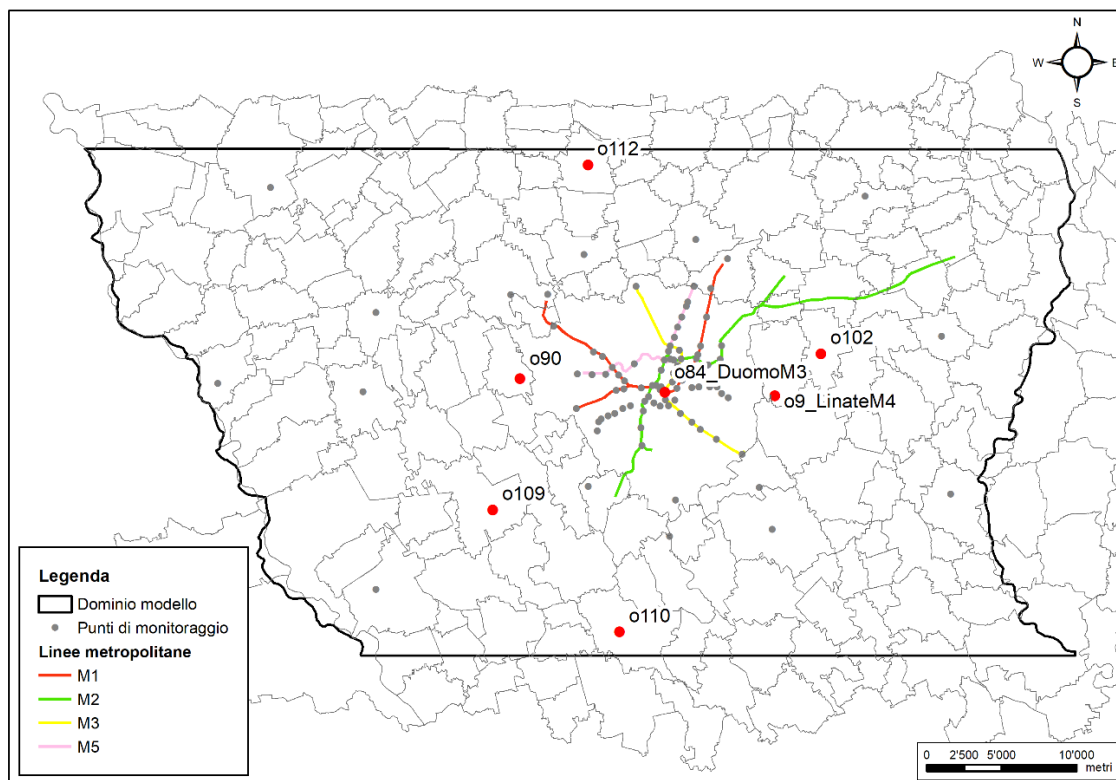 N
W E
S
o112
o102
o90
o84_DuomoM3
o9_LinateM4
o109
o110
Legenda
Dominio modello
Punti di monitoraggio
Linee metropolitane
M1
M2
M3
M5
0 2'500 5'000 10'000
metri